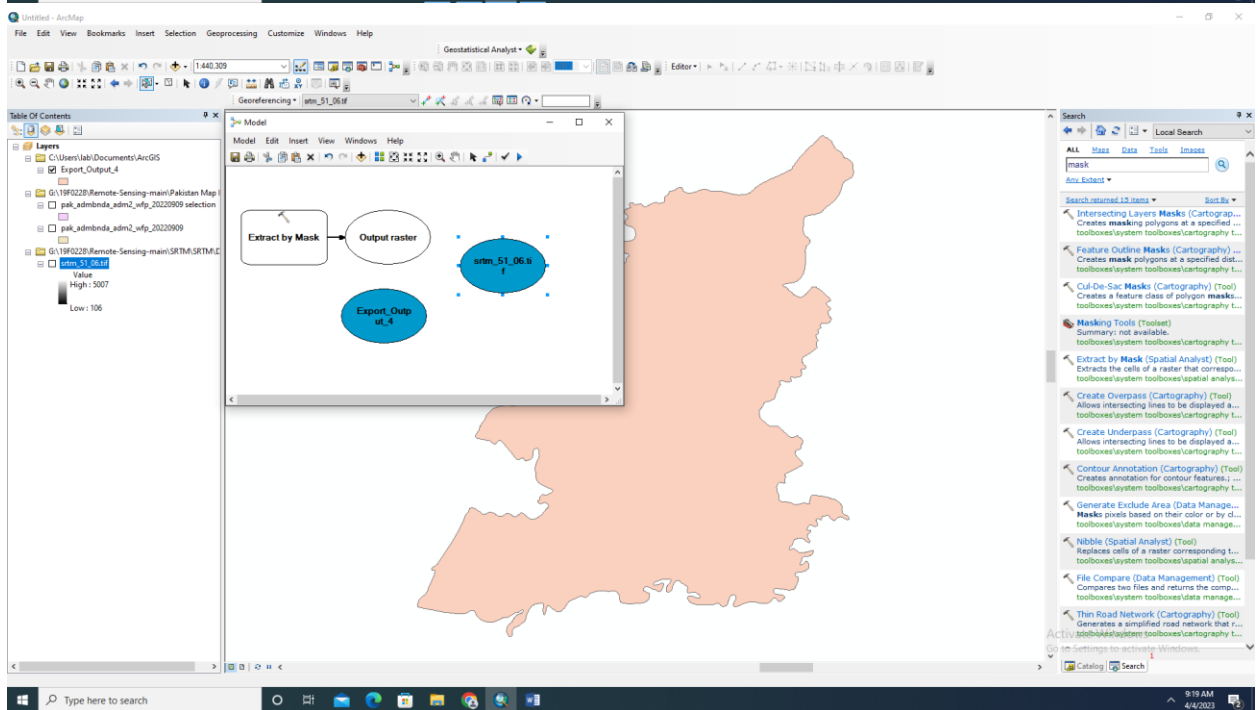 Untitled - ArcMap
File Edit View Bookmarks Insert Selection Geoprocessing Customize Windows Help
Geostatistical Analyst
1:440,309
Editor
Georeferencing srtm_51_06.tif
Table Of Contents
Layers
C:\Users\lab\Documents\ArcGIS
Export_Output_4
G:\19F0228\Remote-Sensing-main\Pakistan Map
pak_admbnda_adm2_wfp_20220909 selection
pak_admbnda_adm2_wfp_20220909
G:\19F0228\Remote-Sensing-main\SRTM\SRTM\
srtm_51_06.tif
Value
High : 5007
Low : 106
Model
Model Edit Insert View Windows Help
Extract by Mask
Output raster
srtm_51_06.ti
f
Export_Outp
ut_4
Search
Local Search
ALL Maps Data Tools Images
mask
Any Extent
Search returned 15 items Sort By
Intersecting Layers Masks (Cartograp...
Creates masking polygons at a specified ...
toolboxes\system toolboxes\cartography t...
Feature Outline Masks (Cartography) ...
Creates mask polygons at a specified dist...
toolboxes\system toolboxes\cartography t...
Cul-De-Sac Masks (Cartography) (Tool)
Creates a feature class of polygon masks...
toolboxes\system toolboxes\cartography t...
Masking Tools (Toolset)
Summary: not available.
toolboxes\system toolboxes\cartography t...
Extract by Mask (Spatial Analyst) (Tool)
Extracts the cells of a raster that correspo...
toolboxes\system toolboxes\spatial analys...
Create Overpass (Cartography) (Tool)
Allows intersecting lines to be displayed a...
toolboxes\system toolboxes\cartography t...
Create Underpass (Cartography) (Tool)
Allows intersecting lines to be displayed a...
toolboxes\system toolboxes\cartography t...
Contour Annotation (Cartography) (Tool)
Creates annotation for contour features.; ...
toolboxes\system toolboxes\cartography t...
Generate Exclude Area (Data Manage...
Masks pixels based on their color or by cl...
toolboxes\system toolboxes\data manage...
Nibble (Spatial Analyst) (Tool)
Replaces cells of a raster corresponding t...
toolboxes\system toolboxes\spatial analys...
File Compare (Data Management) (Tool)
Compares two files and returns the comp...
toolboxes\system toolboxes\data manage...
Thin Road Network (Cartography) (Tool)
Generates a simplified road network that r...
toolboxes\system toolboxes\cartography t...
Activate Windows
Go to Settings to activate Windows.
1
Catalog Search
Type here to search
9:19 AM
4/4/2023